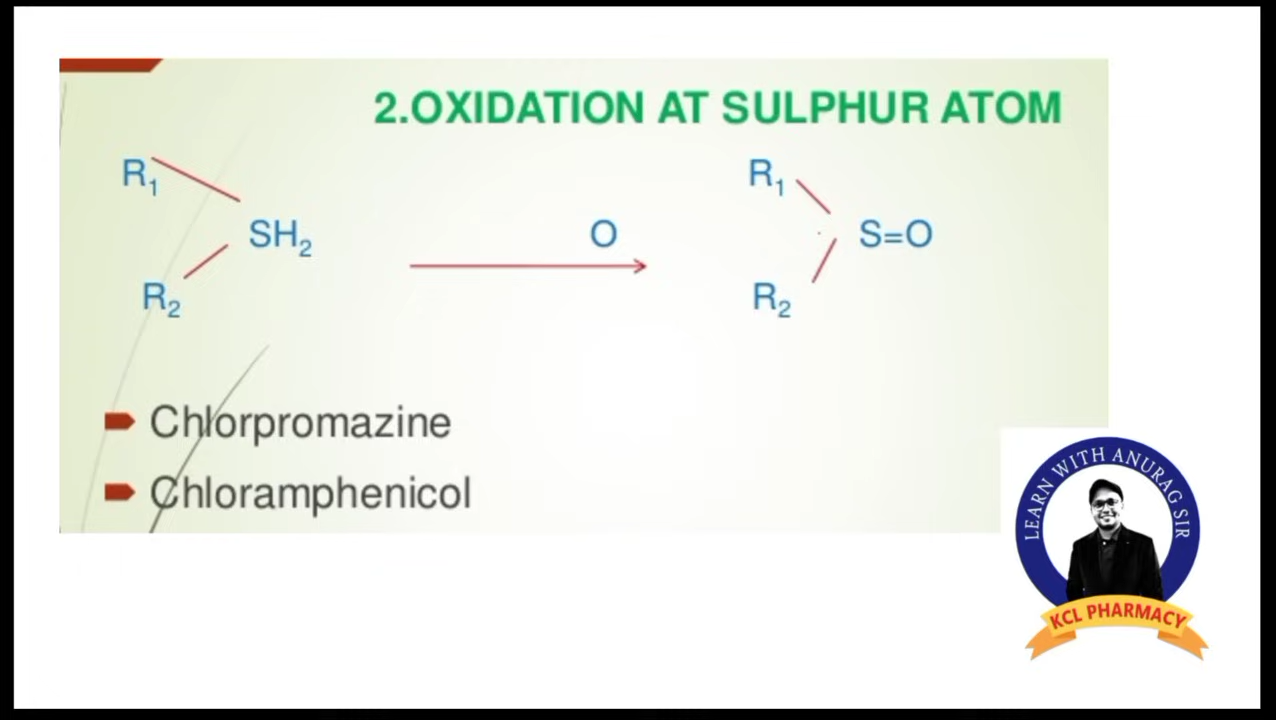 2.OXIDATION AT SULPHUR ATOM
R1
SH2
R2
O
R1
S=O
R2
Chlorpromazine
Chloramphenicol
LEARN WITH ANURAG SIR
KCL PHARMACY